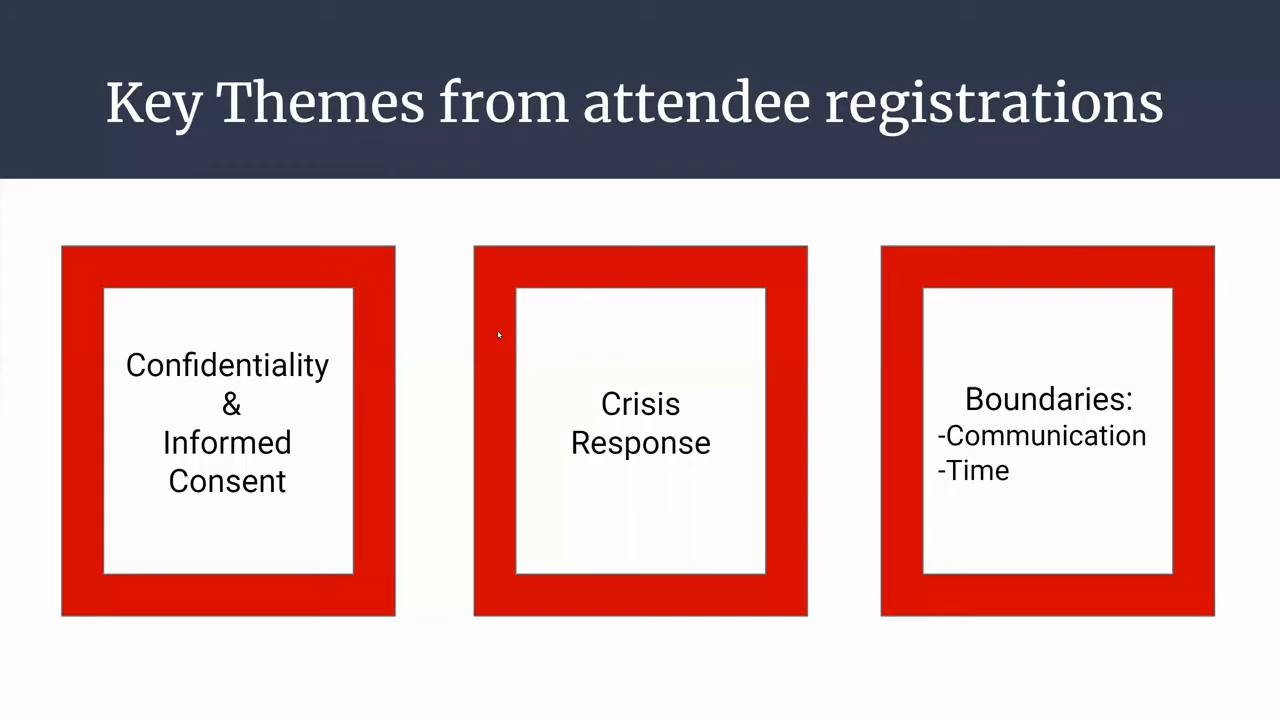 Key Themes from attendee registrations
Confidentiality
&
Informed
Consent
Crisis
Response
Boundaries:
-Communication
-Time